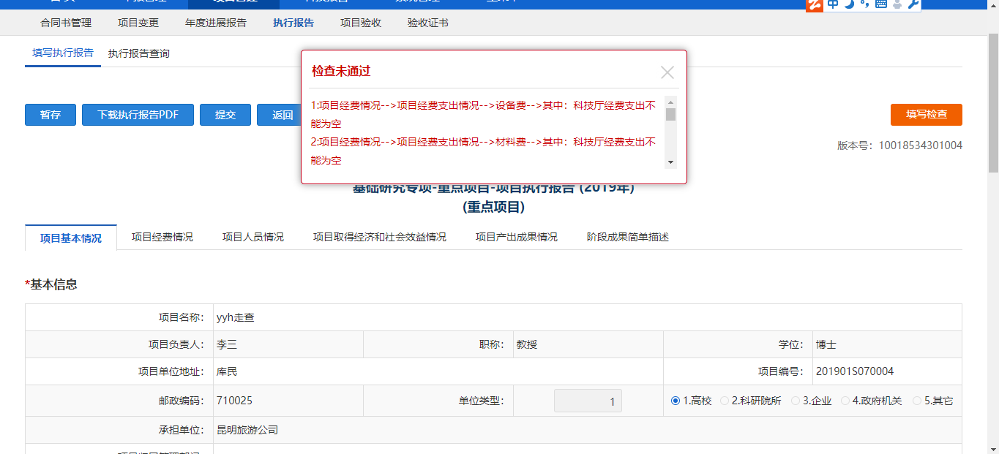 合同书管理 项目变更 年度进展报告 执行报告 项目验收 验收证书
填写执行报告 执行报告查询
检查未通过
1:项目经费情况-->项目经费支出情况-->设备费-->其中：科技厅经费支出不
能为空
2:项目经费情况-->项目经费支出情况-->材料费-->其中：科技厅经费支出不
能为空
暂存 下载执行报告PDF 提交 返回 填写检查
版本号：10018534301004
基础研究专项-重点项目-项目执行报告 (2019年)
(重点项目)
项目基本情况 项目经费情况 项目人员情况 项目取得经济和社会效益情况 项目产出成果情况 阶段成果简单描述
*基本信息
项目名称： yyh走查
项目负责人： 李三 职称： 教授 学位： 博士
项目单位地址： 库民 项目编号： 201901S070004
邮政编码： 710025 单位类型： 1 1.高校 2.科研院所 3.企业 4.政府机关 5.其它
承担单位： 昆明旅游公司